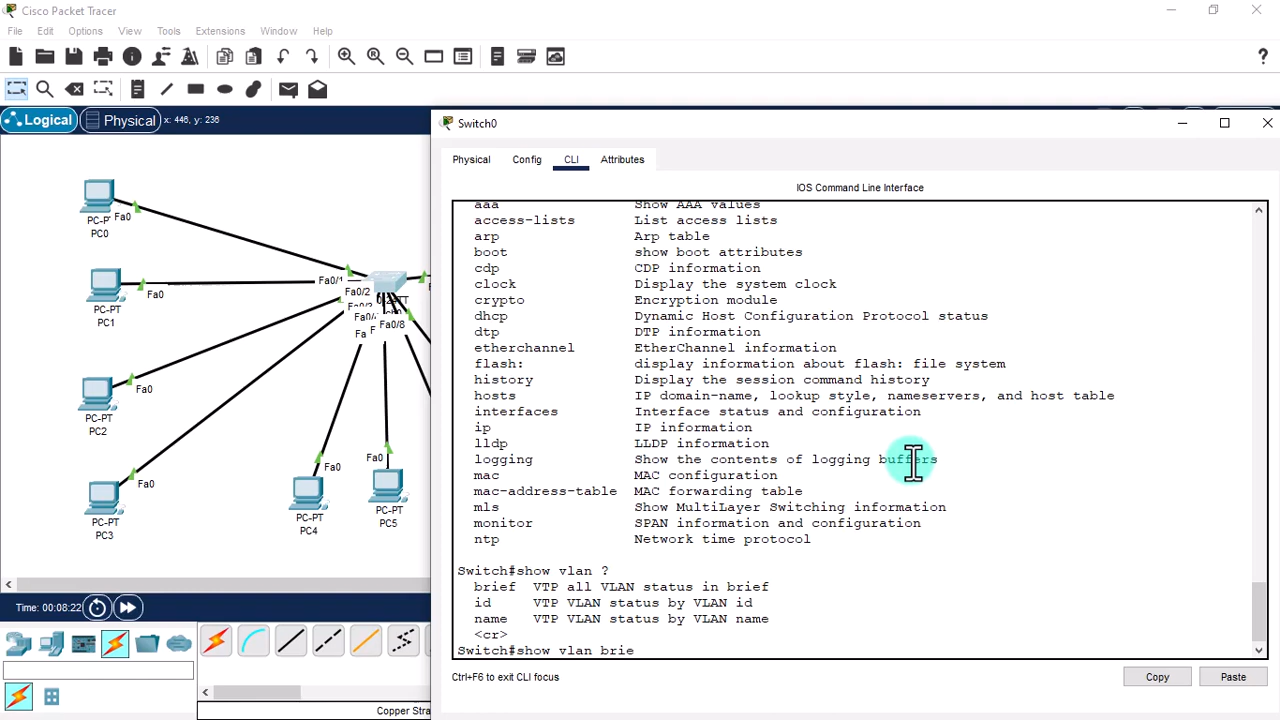 Cisco Packet Tracer
File Edit Options View Tools Extensions Window Help
Logical Physical x: 446, y: 236
Switch0
Physical Config CLI Attributes
IOS Command Line Interface
aaa Show AAA values
access-lists List access lists
arp Arp table
boot show boot attributes
cdp CDP information
clock Display the system clock
crypto Encryption module
dhcp Dynamic Host Configuration Protocol status
dtp DTP information
etherchannel EtherChannel information
flash: display information about flash: file system
history Display the session command history
hosts IP domain-name, lookup style, nameservers, and host table
interfaces Interface status and configuration
ip IP information
lldp LLDP information
logging Show the contents of logging buffers
mac MAC configuration
mac-address-table MAC forwarding table
mls Show MultiLayer Switching information
monitor SPAN information and configuration
ntp Network time protocol
Switch#show vlan ?
brief VTP all VLAN status in brief
id VTP VLAN status by VLAN id
name VTP VLAN status by VLAN name
<cr>
Switch#show vlan brie
Ctrl+F6 to exit CLI focus
Copy Paste
Fa0
PC0
Fa0/1
Fa0
PC-PT
PC1
Fa0/2
Fa0/8
Fa0
PC-PT
PC2
Fa0
PC-PT
PC3
Fa0
PC-PT
PC4
Fa0
PC-PT
PC5
Time: 00:08:22
Copper Stra